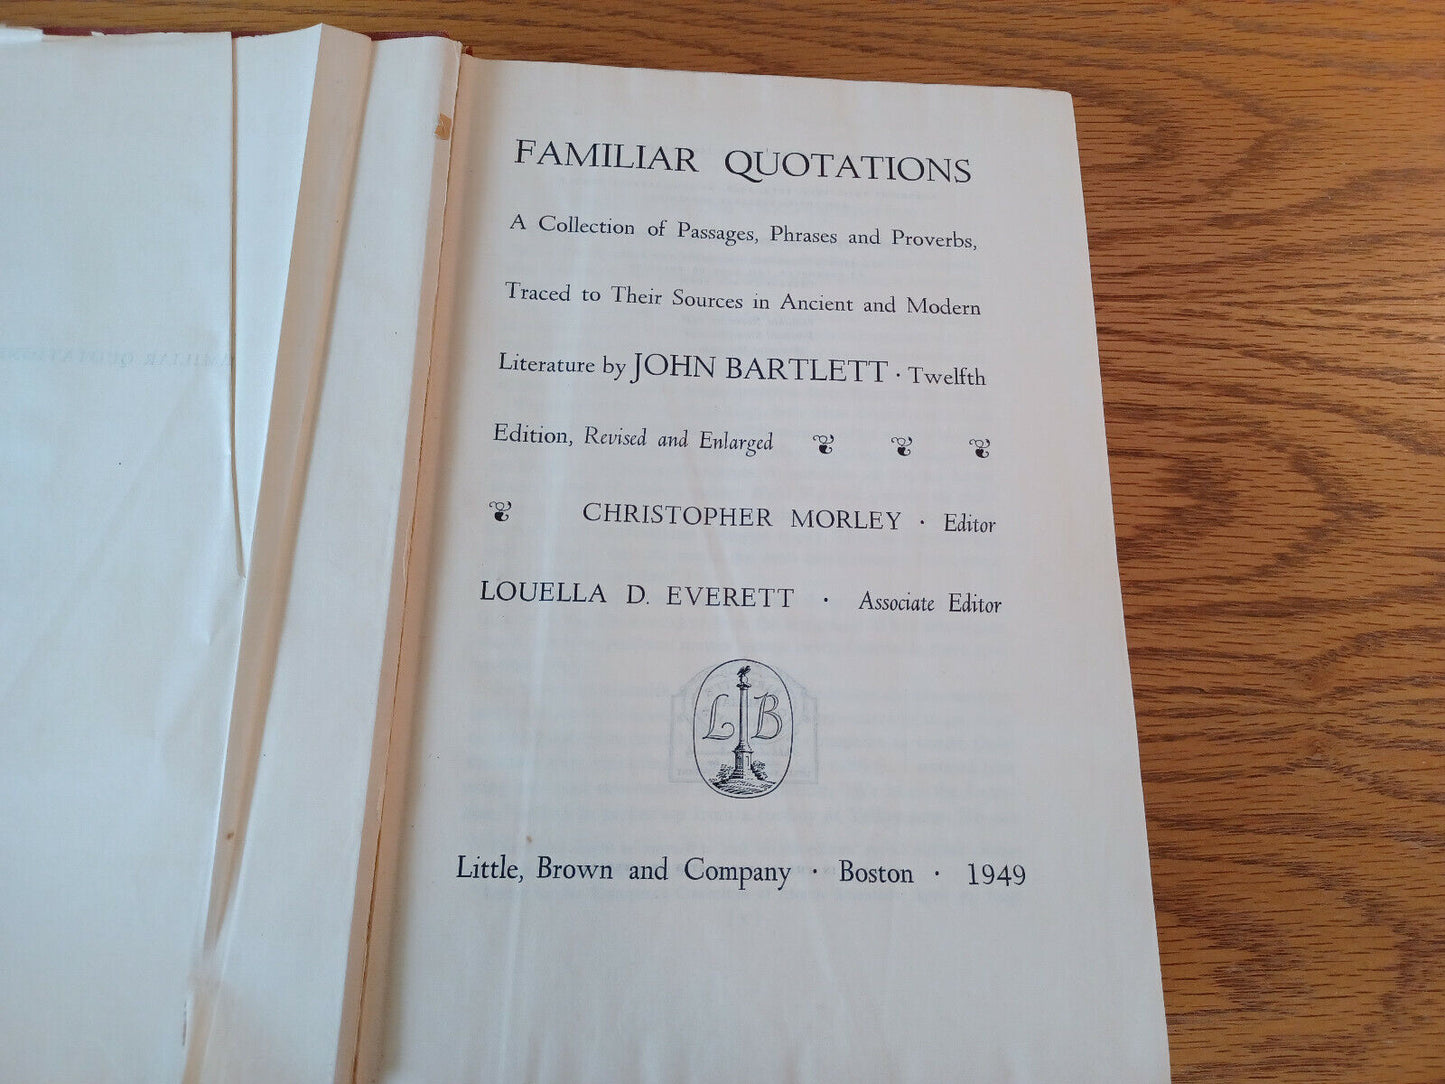 FAMILIAR QUOTATIONS
A Collection of Passages, Phrases and Proverbs,
Traced to Their Sources in Ancient and Modern
Literature by JOHN BARTLETT · Twelfth
Edition, Revised and Enlarged
CHRISTOPHER MORLEY · Editor
LOUELLA D. EVERETT · Associate Editor
L B
Little, Brown and Company · Boston · 1949